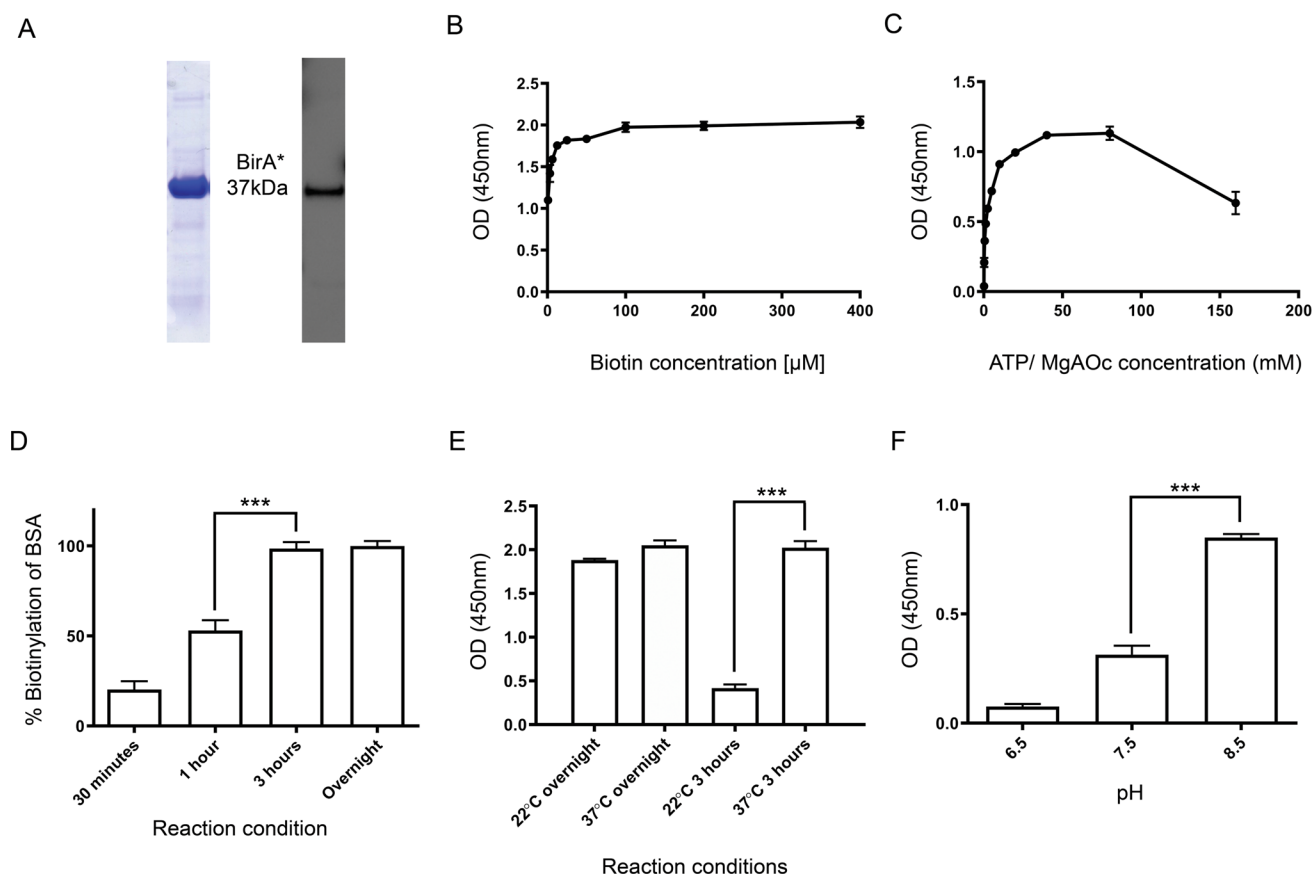 A
BirA*
37kDa
B
2.5
2.0
1.5
1.0
0.5
0.0
OD (450nm)
0
100
200
300
400
Biotin concentration [µM]
C
1.5
1.0
0.5
0.0
OD (450nm)
0
50
100
150
200
ATP/ MgAOc concentration (mM)
D
***
100
50
0
% Biotinylation of BSA
30 minutes
1 hour
3 hours
Overnight
Reaction condition
E
***
2.5
2.0
1.5
1.0
0.5
0.0
OD (450nm)
22°C overnight
37°C overnight
22°C 3 hours
37°C 3 hours
Reaction conditions
F
***
1.0
0.5
0.0
OD (450nm)
6.5
7.5
8.5
pH